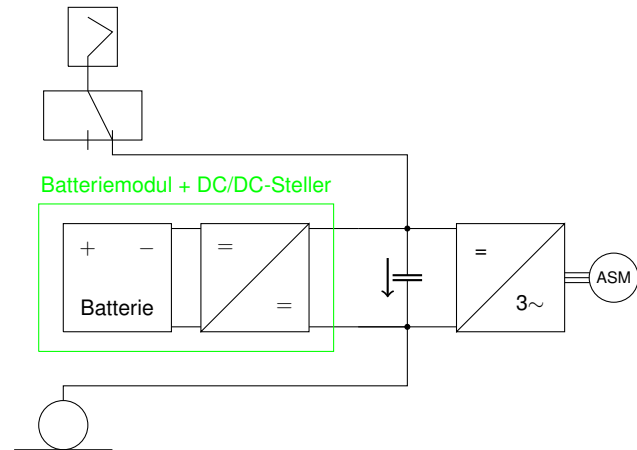 Batteriemodul + DC/DC-Steller
+ −
Batterie
=
=
=
3∼
ASM